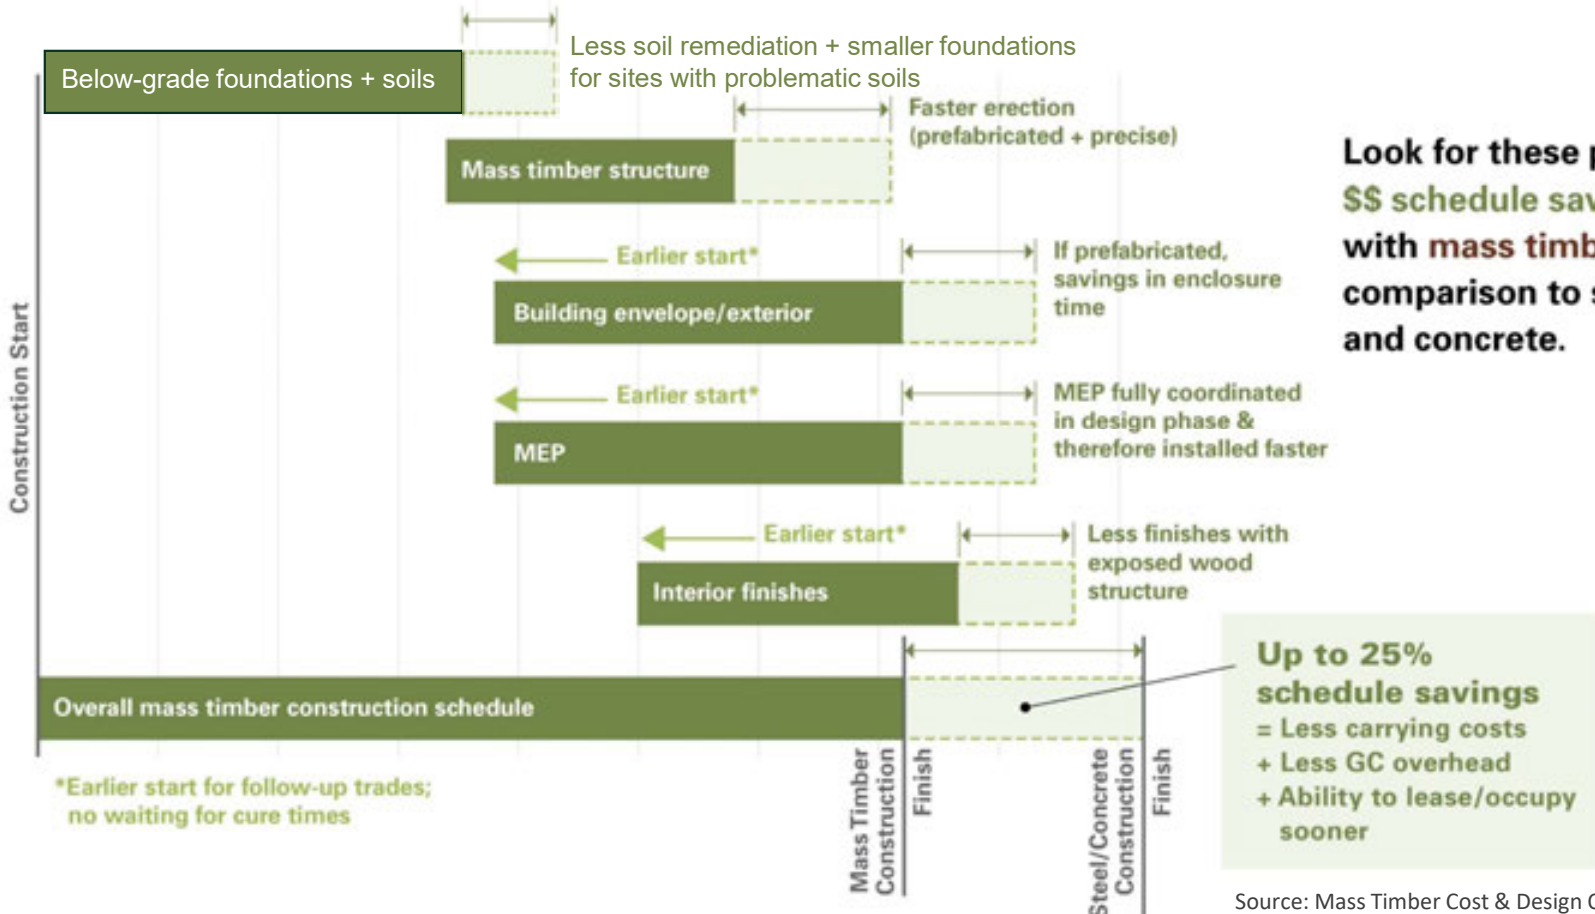 Less soil remediation + smaller foundations
for sites with problematic soils
Below-grade foundations + soils
Faster erection
(prefabricated + precise)
Mass timber structure
Look for these
$$ schedule
with mass
comparison to
and concrete.
Earlier start*
If prefabricated,
savings in enclosure
time
Building envelope/exterior
Earlier start*
MEP fully coordinated
in design phase &
therefore installed faster
MEP
Earlier start*
Less finishes with
exposed wood
structure
Interior finishes
Construction Start
Overall mass timber construction schedule
Up to 25%
schedule savings
= Less carrying costs
+ Less GC overhead
+ Ability to lease/occupy
sooner
*Earlier start for follow-up trades;
no waiting for cure times
Mass Timber
Construction
Finish
Steel/Concrete
Construction
Finish
Source: Mass Timber Cost & Design